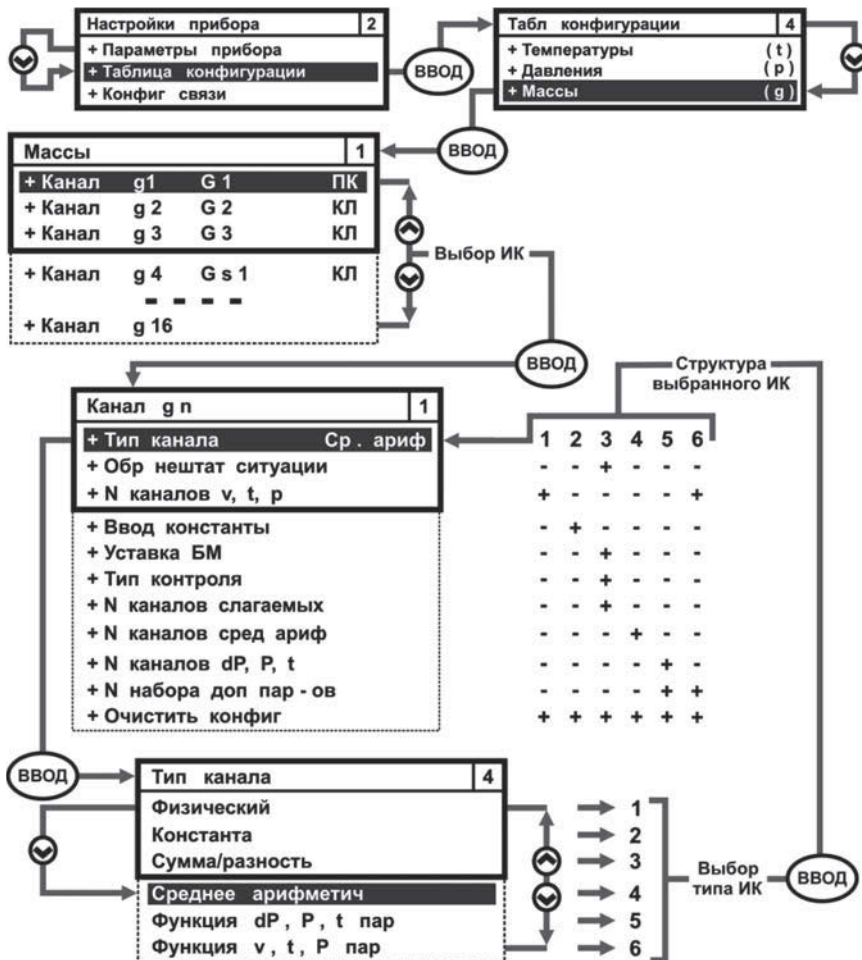 Настройки прибора 2
+ Параметры прибора
+ Таблица конфигурации
+ Конфиг связи
ВВОД
Табл конфигурации 4
+ Температуры ( t )
+ Давления ( p )
+ Массы ( g )
ВВОД
Массы 1
+ Канал g1 G 1 ПК
+ Канал g 2 G 2 КЛ
+ Канал g 3 G 3 КЛ
+ Канал g 4 G s 1 КЛ
- - - -
+ Канал g 16
Выбор ИК
ВВОД
Структура
выбранного ИК
Канал g n 1
+ Тип канала Ср . ариф 1 2 3 4 5 6
+ Обр нештат ситуации - - + - - -
+ N каналов v, t, p + - - - - +
+ Ввод константы - + - - - -
+ Уставка БМ - - + - - -
+ Тип контроля - - + - - -
+ N каналов слагаемых - - + - - -
+ N каналов сред ариф - - - + - -
+ N каналов dP, P, t - - - - + -
+ N набора доп пар - ов - - - - + +
+ Очистить конфиг + + + + + +
ВВОД
Тип канала 4
Физический 1
Константа 2
Сумма/разность 3
Среднее арифметич 4
Функция dP , P , t пар 5
Функция v , t , P пар 6
Выбор
типа ИК
ВВОД